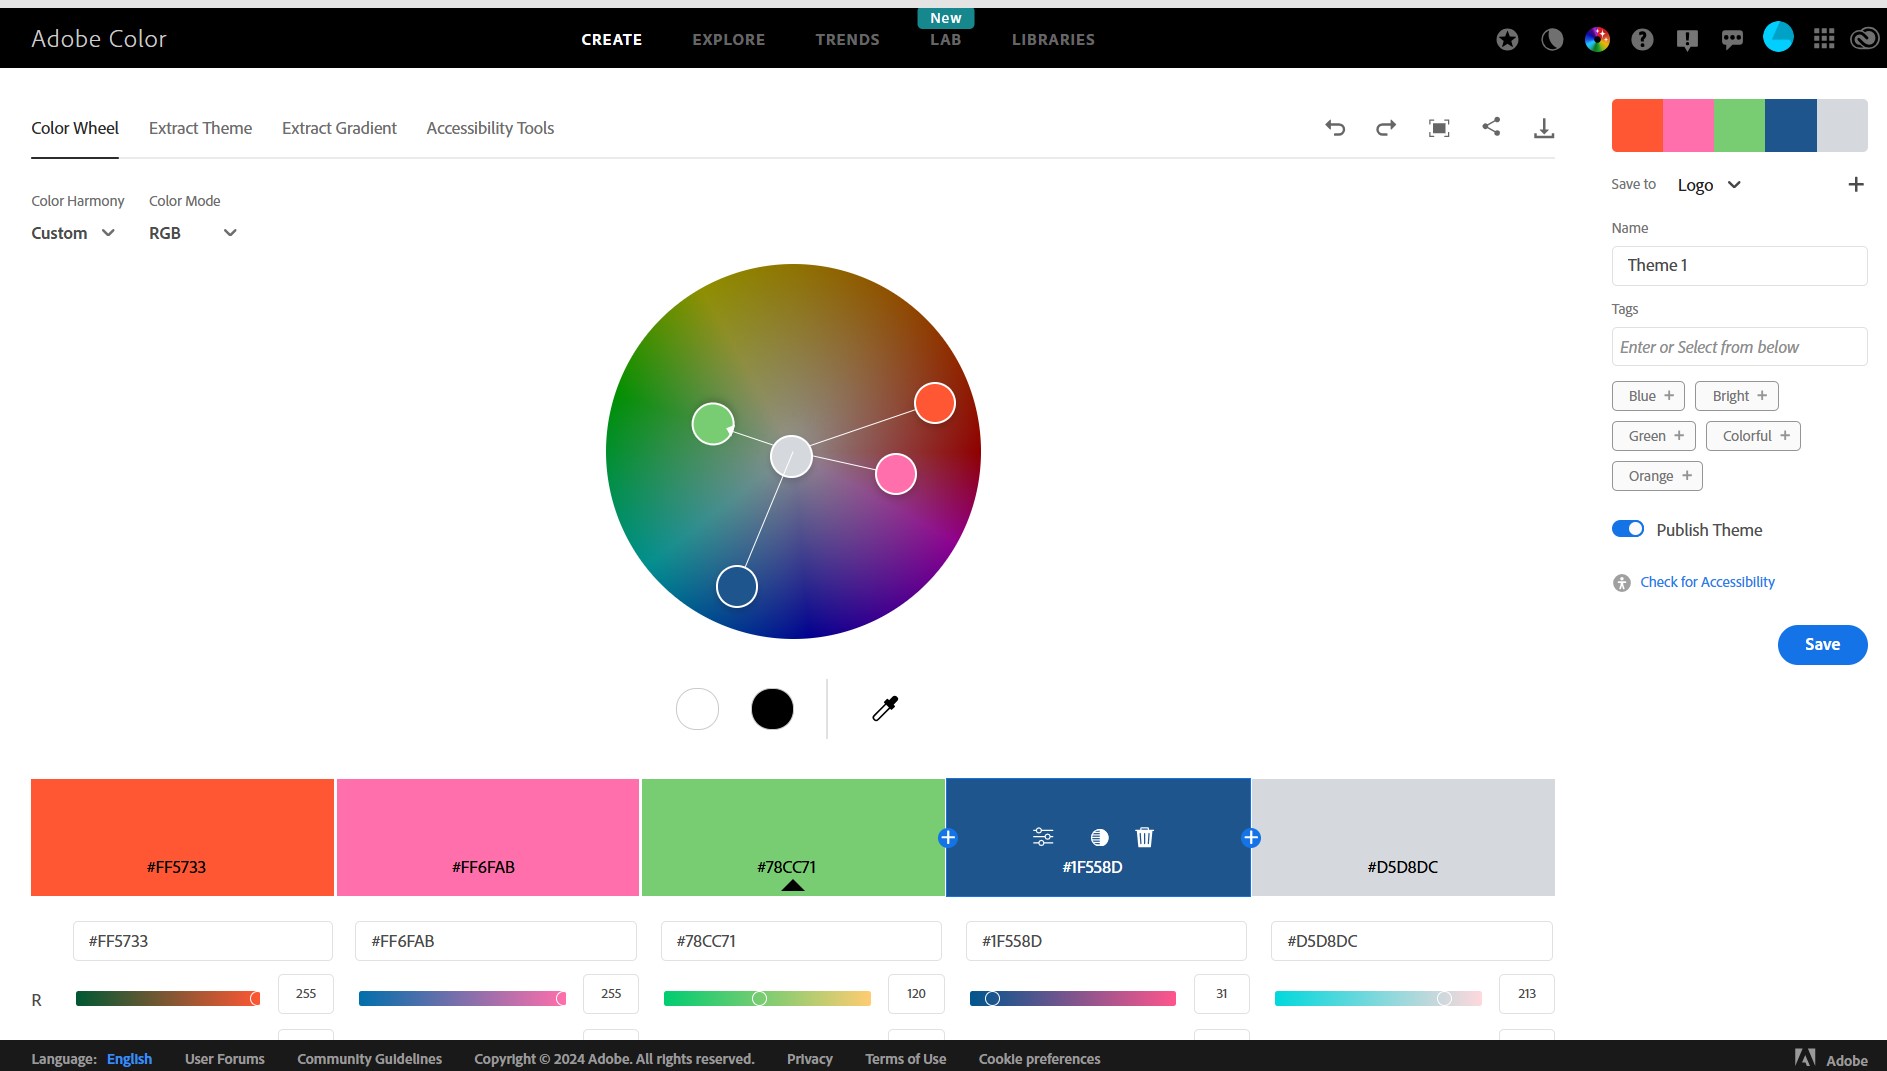 New
Adobe Color CREATE EXPLORE TRENDS LAB LIBRARIES
Color Wheel Extract Theme Extract Gradient Accessibility Tools
Save to Logo
Color Harmony Color Mode
Custom RGB
Name
Theme 1
Tags
Enter or Select from below
Blue + Bright +
Green + Colorful +
Orange +
Publish Theme
Check for Accessibility
Save
#FF5733 #FF6FAB #78CC71 #1F558D #D5D8DC
#FF5733 #FF6FAB #78CC71 #1F558D #D5D8DC
R 255 255 120 31 213
Language: English User Forums Community Guidelines Copyright © 2024 Adobe. All rights reserved. Privacy Terms of Use Cookie preferences Adobe